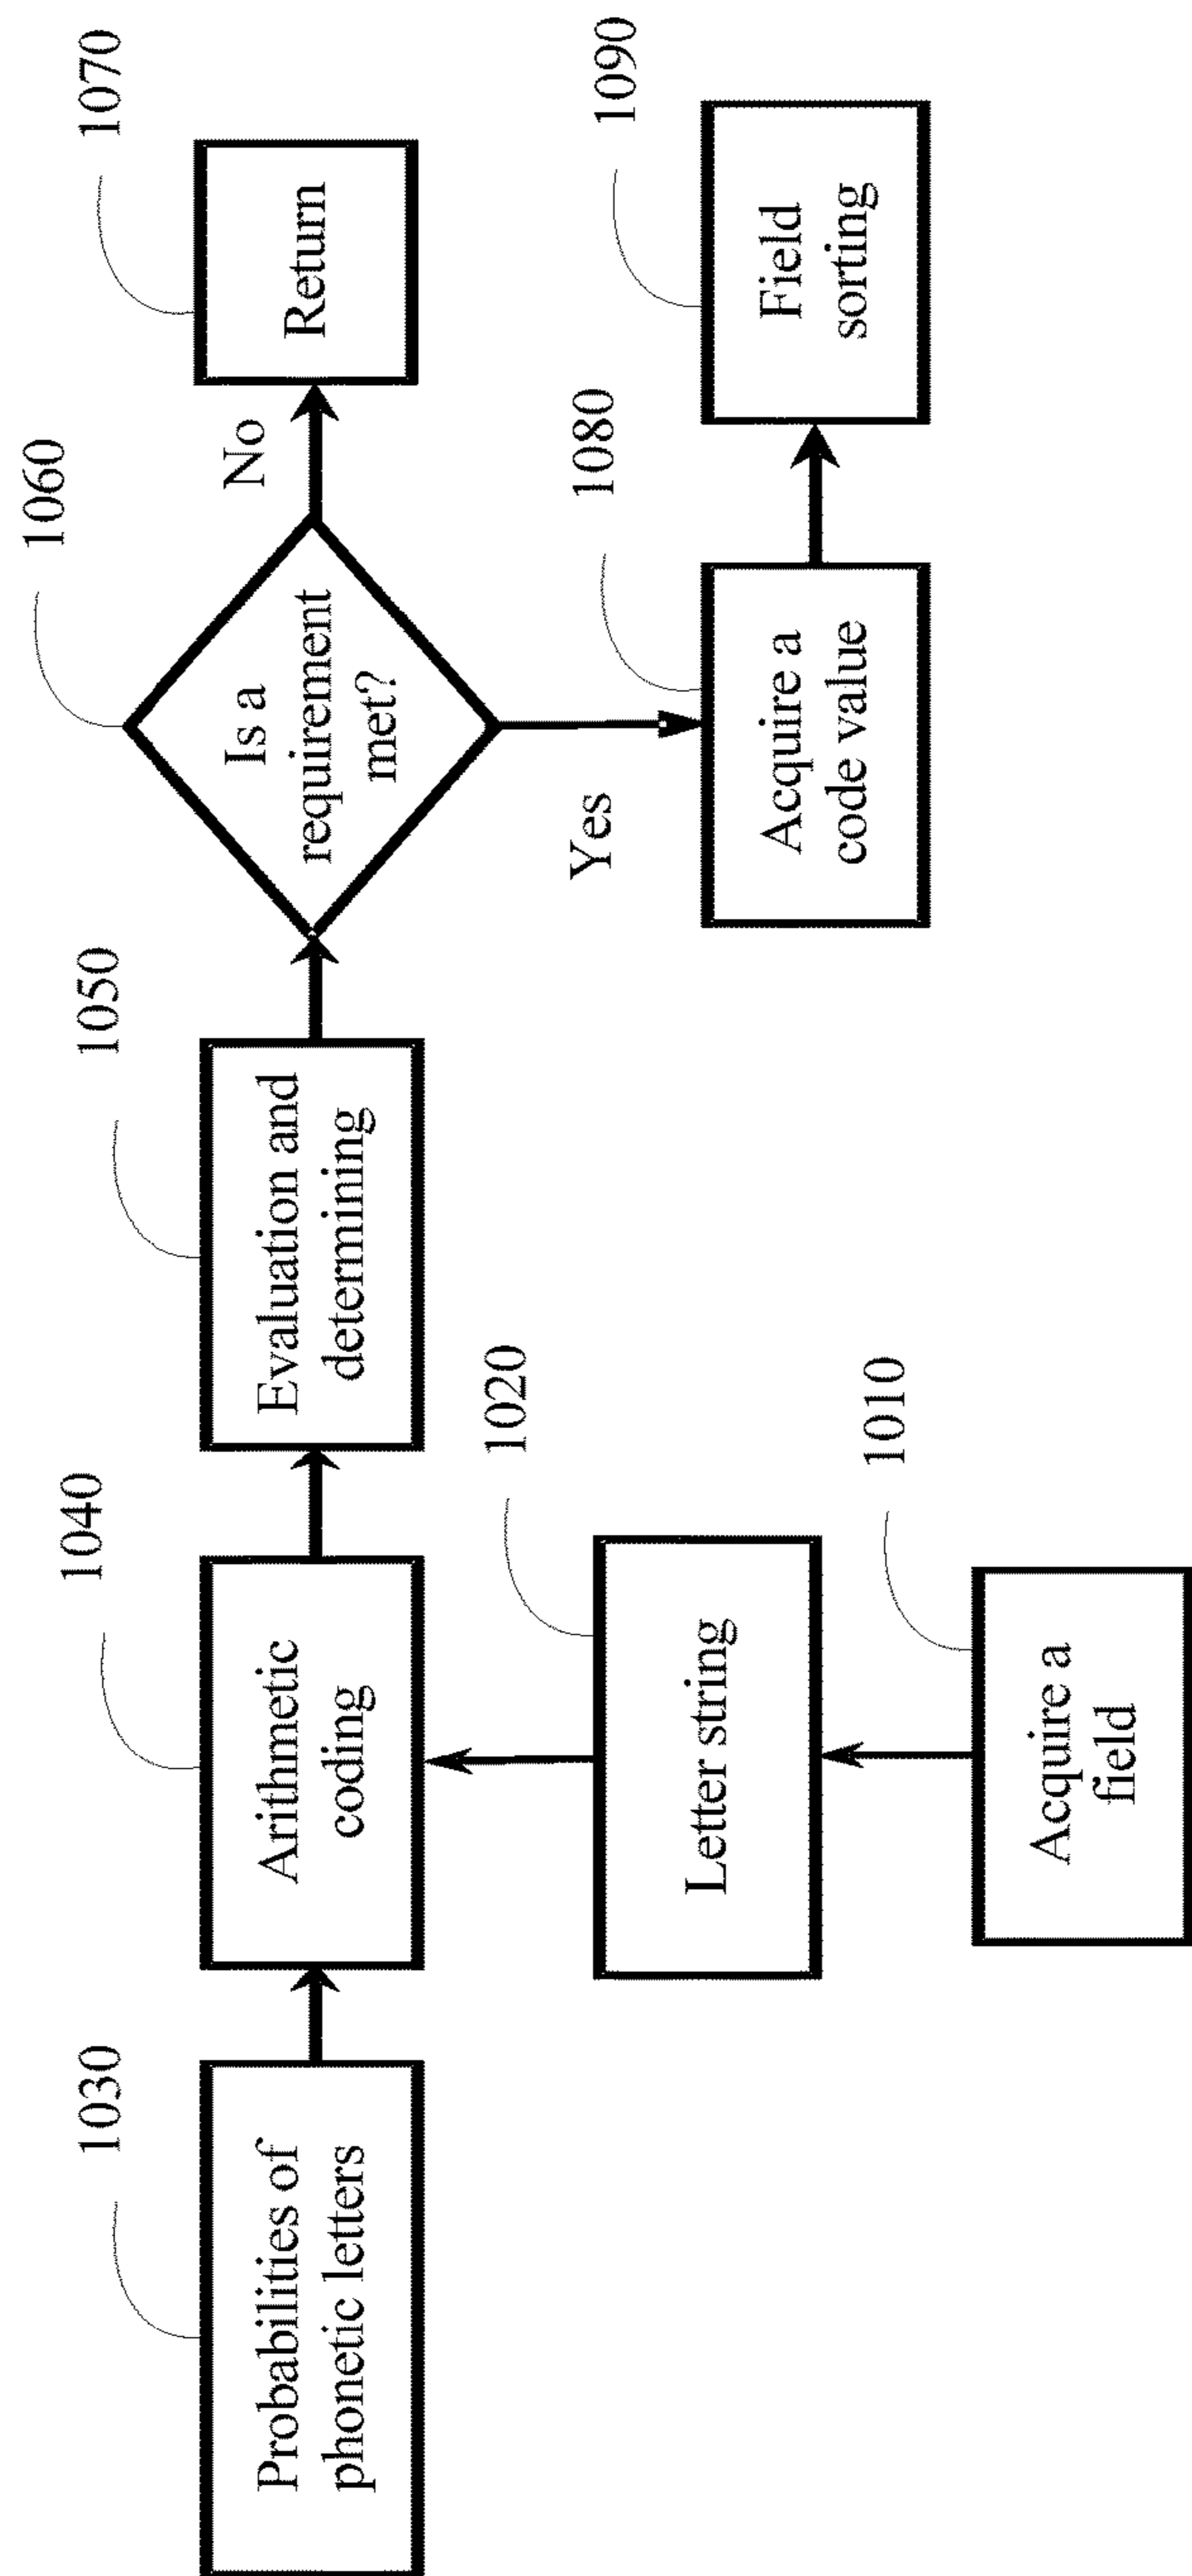 1030
Probabilities of
phonetic letters
1040
Arithmetic
coding
1050
Evaluation and
determining
1060
Is a
requirement
met?
No
1070
Return
Yes
1020
Letter string
1080
Acquire a
code value
1090
Field
sorting
1010
Acquire a
field